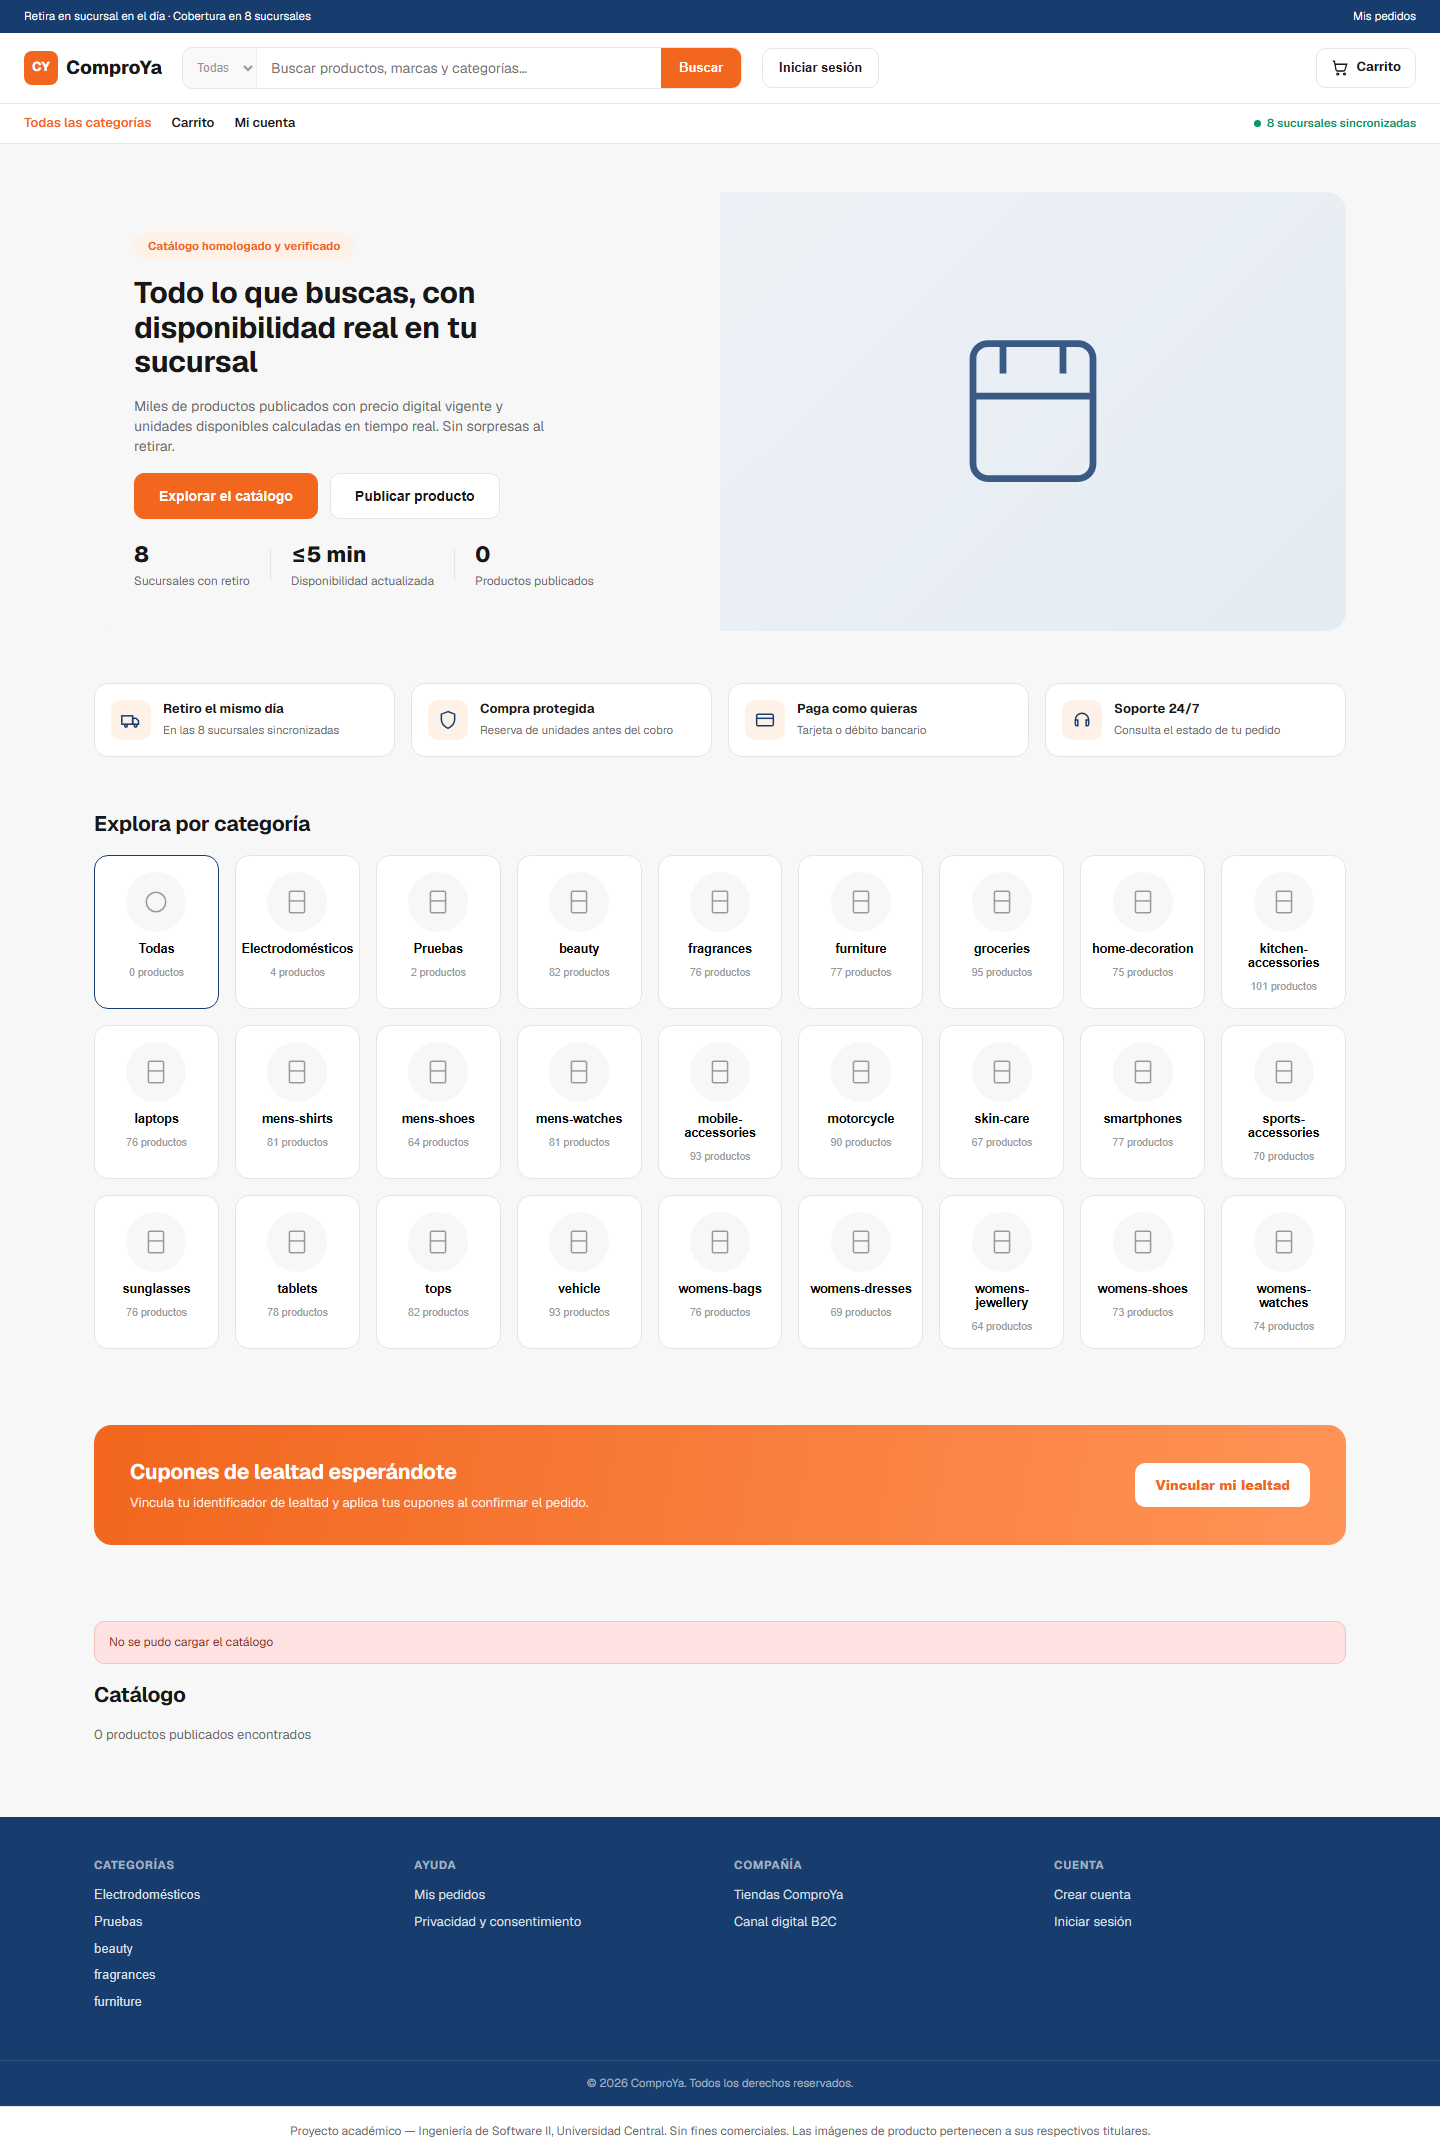 Retira en sucursal en el día · Cobertura en 8 sucursales
Mis pedidos
CY ComproYa
Todas
Buscar productos, marcas y categorías...
Buscar
Iniciar sesión
Carrito
Todas las categorías
Carrito
Mi cuenta
8 sucursales sincronizadas
Catálogo homologado y verificado
Todo lo que buscas, con
disponibilidad real en tu
sucursal
Miles de productos publicados con precio digital vigente y
unidades disponibles calculadas en tiempo real. Sin sorpresas al
retirar.
Explorar el catálogo
Publicar producto
8
Sucursales con retiro
≤5 min
Disponibilidad actualizada
0
Productos publicados
Retiro el mismo día
En las 8 sucursales sincronizadas
Compra protegida
Reserva de unidades antes del cobro
Paga como quieras
Tarjeta o débito bancario
Soporte 24/7
Consulta el estado de tu pedido
Explora por categoría
Todas
0 productos
Electrodomésticos
4 productos
Pruebas
2 productos
beauty
82 productos
fragrances
76 productos
furniture
77 productos
groceries
95 productos
home-decoration
75 productos
kitchen-
accessories
101 productos
laptops
76 productos
mens-shirts
81 productos
mens-shoes
64 productos
mens-watches
81 productos
mobile-
accessories
93 productos
motorcycle
90 productos
skin-care
67 productos
smartphones
77 productos
sports-
accessories
70 productos
sunglasses
76 productos
tablets
78 productos
tops
82 productos
vehicle
93 productos
womens-bags
76 productos
womens-dresses
69 productos
womens-
jewellery
64 productos
womens-shoes
73 productos
womens-
watches
74 productos
Cupones de lealtad esperándote
Vincula tu identificador de lealtad y aplica tus cupones al confirmar el pedido.
Vincular mi lealtad
No se pudo cargar el catálogo
Catálogo
0 productos publicados encontrados
CATEGORÍAS
Electrodomésticos
Pruebas
beauty
fragrances
furniture
AYUDA
Mis pedidos
Privacidad y consentimiento
COMPAÑÍA
Tiendas ComproYa
Canal digital B2C
CUENTA
Crear cuenta
Iniciar sesión
© 2026 ComproYa. Todos los derechos reservados.
Proyecto académico — Ingeniería de Software II, Universidad Central. Sin fines comerciales. Las imágenes de producto pertenecen a sus respectivos titulares.